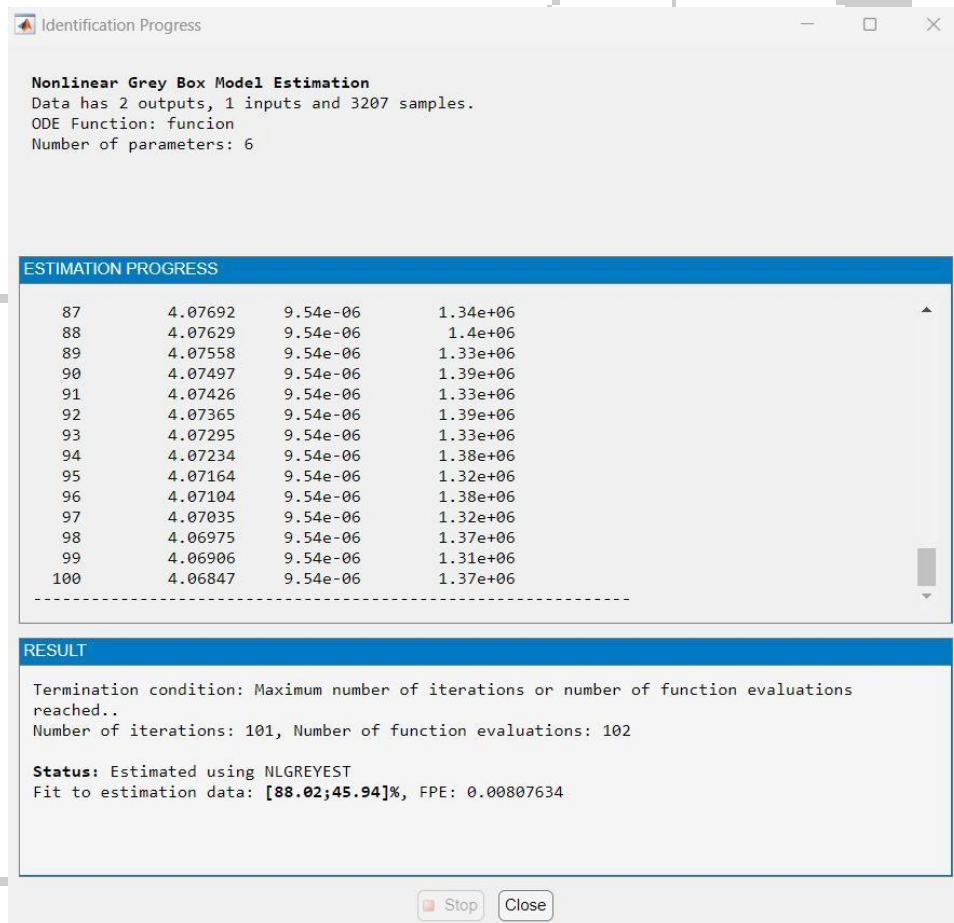 Identification Progress
Nonlinear Grey Box Model Estimation
Data has 2 outputs, 1 inputs and 3207 samples.
ODE Function: funcion
Number of parameters: 6
ESTIMATION PROGRESS
87 4.07692 9.54e-06 1.34e+06
88 4.07629 9.54e-06 1.4e+06
89 4.07558 9.54e-06 1.33e+06
90 4.07497 9.54e-06 1.39e+06
91 4.07426 9.54e-06 1.33e+06
92 4.07365 9.54e-06 1.39e+06
93 4.07295 9.54e-06 1.33e+06
94 4.07234 9.54e-06 1.38e+06
95 4.07164 9.54e-06 1.32e+06
96 4.07104 9.54e-06 1.38e+06
97 4.07035 9.54e-06 1.32e+06
98 4.06975 9.54e-06 1.37e+06
99 4.06906 9.54e-06 1.31e+06
100 4.06847 9.54e-06 1.37e+06
--------------------------------------------------------------
RESULT
Termination condition: Maximum number of iterations or number of function evaluations
reached..
Number of iterations: 101, Number of function evaluations: 102
Status: Estimated using NLGREYEST
Fit to estimation data: [88.02;45.94]%, FPE: 0.00807634
Stop Close